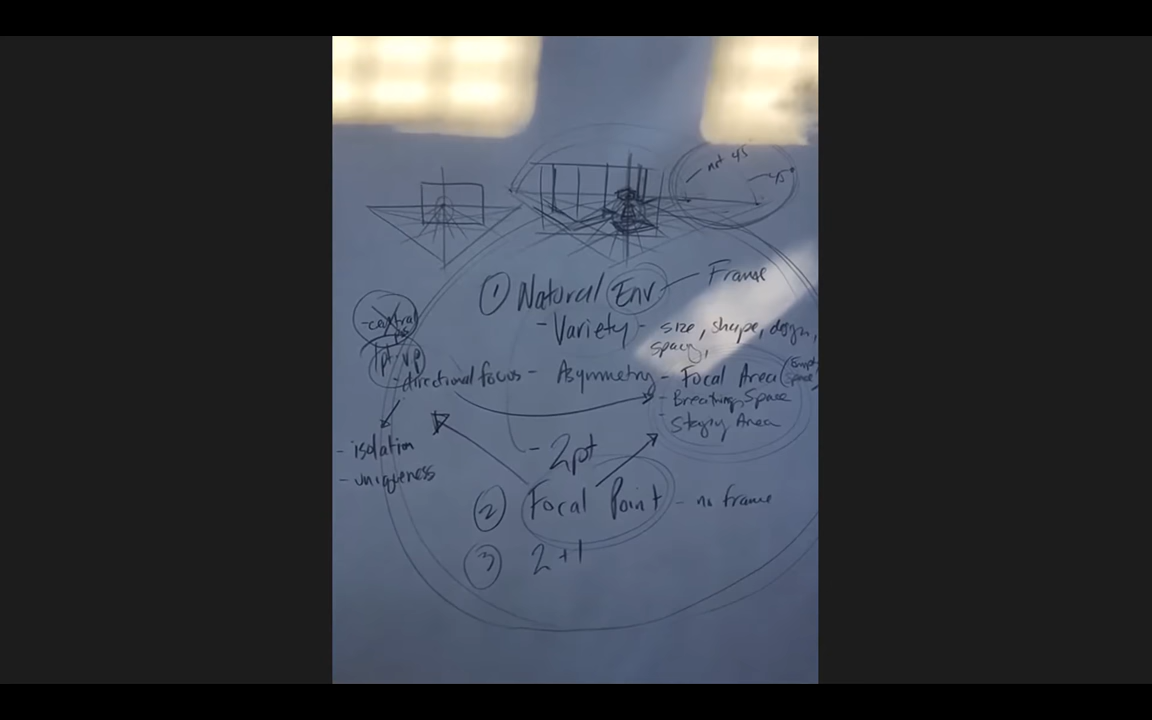 not 45
45°
① Natural Env - Frame
- Variety - size, shape, design,
spacing,
- central
1pt vp
- directional focus - Asymmetry - Focal Area (Empty
Space)
- Breathing Space
- Staging Area
- isolation
- uniqueness
- 2pt
② Focal Point - no frame
③ 2+1